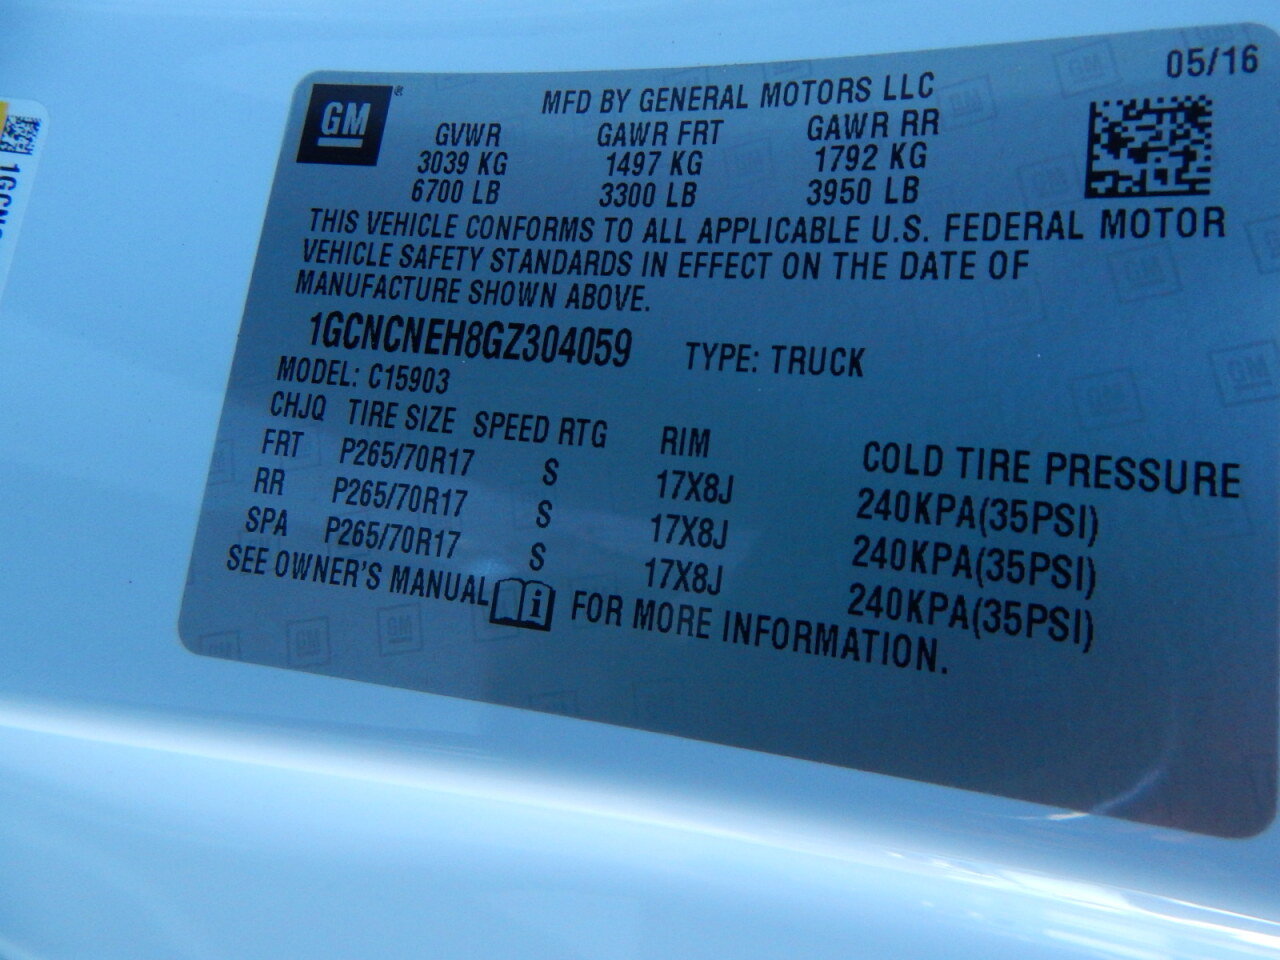 05/16
GM®
MFD BY GENERAL MOTORS LLC
GVWR GAWR FRT GAWR RR
3039 KG 1497 KG 1792 KG
6700 LB 3300 LB 3950 LB
THIS VEHICLE CONFORMS TO ALL APPLICABLE U.S. FEDERAL MOTOR
VEHICLE SAFETY STANDARDS IN EFFECT ON THE DATE OF
MANUFACTURE SHOWN ABOVE.
1GCNCNEH8GZ304059 TYPE: TRUCK
MODEL: C15903
CHJQ TIRE SIZE SPEED RTG RIM COLD TIRE PRESSURE
FRT P265/70R17 S 17X8J 240KPA(35PSI)
RR P265/70R17 S 17X8J 240KPA(35PSI)
SPA P265/70R17 S 17X8J 240KPA(35PSI)
SEE OWNER'S MANUAL i FOR MORE INFORMATION.
1GCN